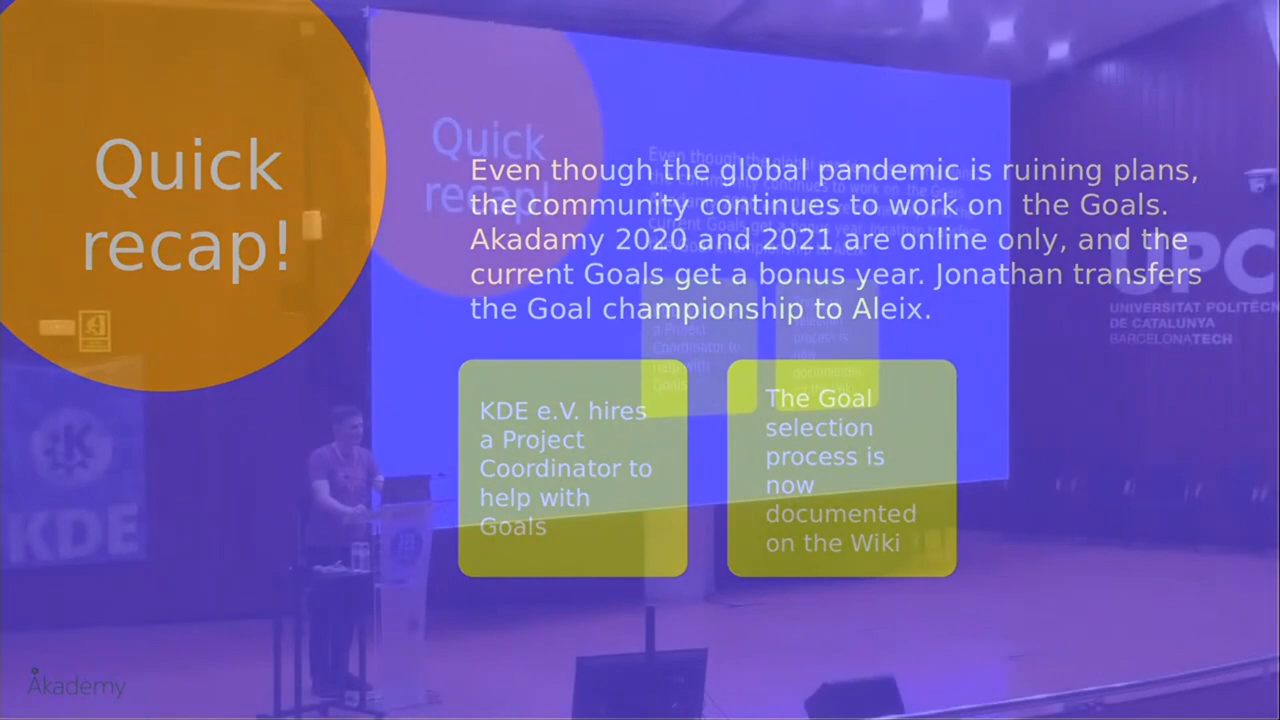 Quick
recap!
Quick
recap!
Even though the global pandemic is ruining plans,
the community continues to work on  the Goals.
Akadamy 2020 and 2021 are online only, and the
current Goals get a bonus year. Jonathan transfers
the Goal championship to Aleix.
KDE e.V. hires
a Project
Coordinator to
help with
Goals
The Goal
selection
process is
now
documented
on the Wiki
UPC
UNIVERSITAT POLITÈCN
DE CATALUNYA
BARCELONATECH
KDE
Akademy